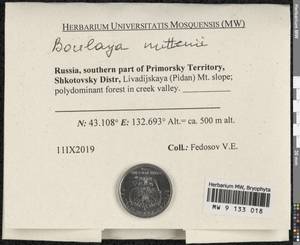 HERBARIUM UNIVERSITATIS MOSQUENSIS (MW)
Boulaya mittenii
Russia, southern part of Primorsky Territory,
Shkotovsky Distr, Livadijskaya (Pidan) Mt. slope;
polydominant forest in creek valley.
N: 43.108° E: 132.693° Alt.= ca. 500 m alt.
11IX2019 Coll.: Fedosov V.E.
Herbarium MW, Bryophyta
MW 9 133 018